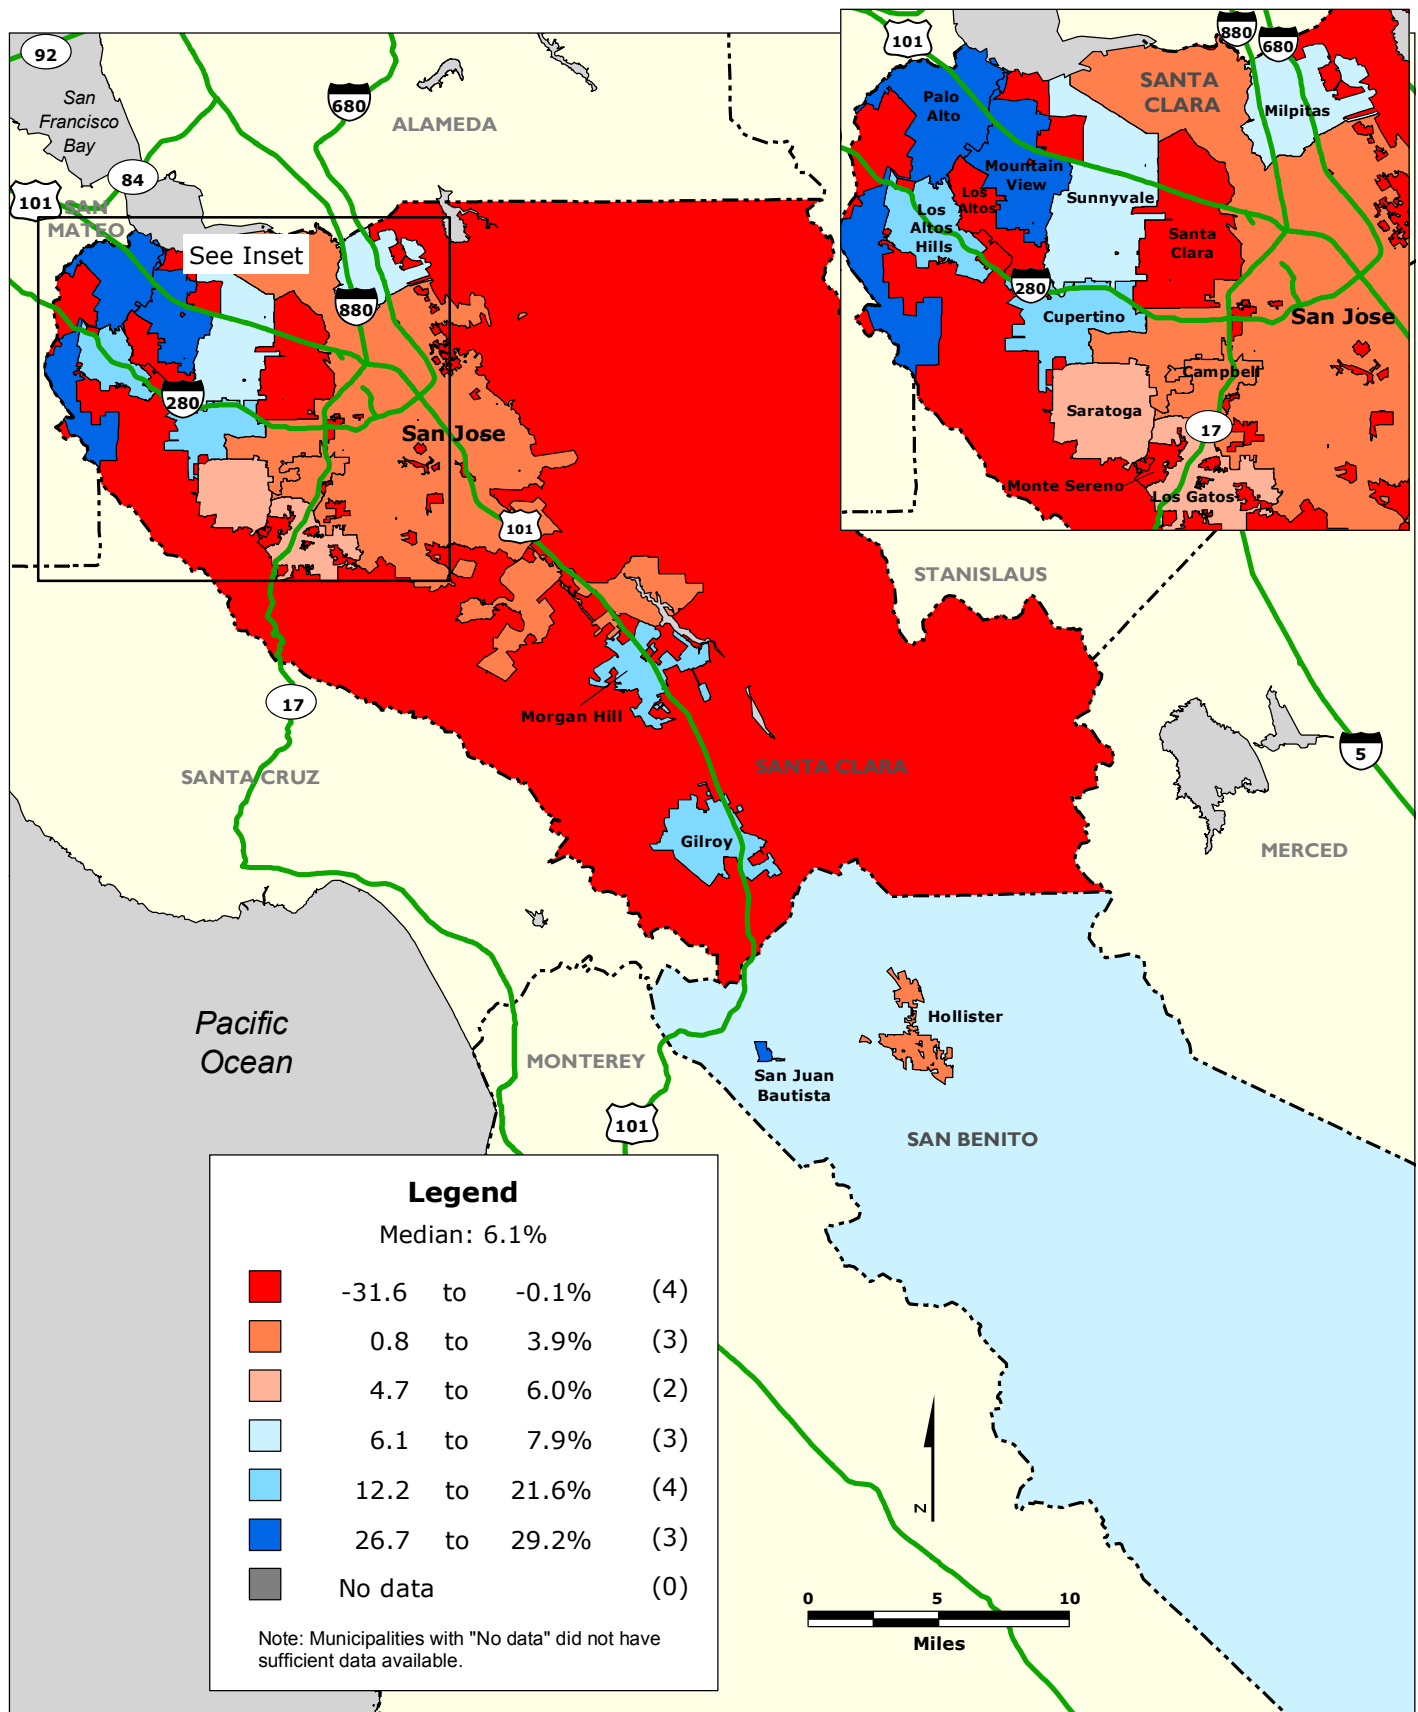 92
San
Francisco
Bay
680
ALAMEDA
84
101
SAN
MATEO
See Inset
880
280
San Jose
101
17
Morgan Hill
SANTA CLARA
SANTA CRUZ
Gilroy
STANISLAUS
5
MERCED
Pacific
Ocean
MONTEREY
101
Hollister
San Juan
Bautista
SAN BENITO
101
880
680
SANTA
CLARA
Milpitas
Palo
Alto
Mountain
View
Los
Altos
Sunnyvale
Los
Altos
Hills
Santa
Clara
280
Cupertino
San Jose
Campbell
Saratoga
17
Monte Sereno
Los Gatos
Legend
Median: 6.1%
-31.6 to -0.1% (4)
0.8 to 3.9% (3)
4.7 to 6.0% (2)
6.1 to 7.9% (3)
12.2 to 21.6% (4)
26.7 to 29.2% (3)
No data (0)
Note: Municipalities with "No data" did not have
sufficient data available.
N
0 5 10
Miles